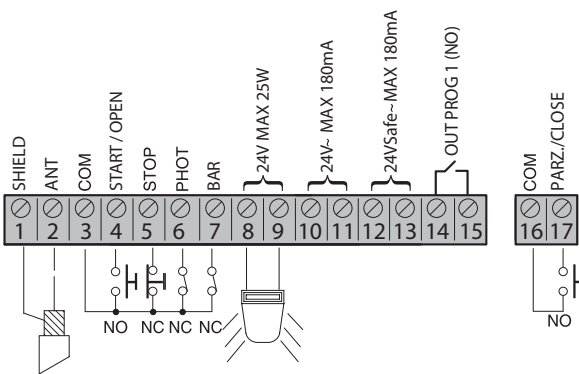 SHIELD
ANT
COM
START / OPEN
STOP
PHOT
BAR
24V MAX 25W
24V~ MAX 180mA
24VSafe~ MAX 180mA
OUT PROG 1 (NO)
COM
PARZ./CLOSE
1 2 3 4 5 6 7 8 9 10 11 12 13 14 15 16 17
NO NC NC NC
NO